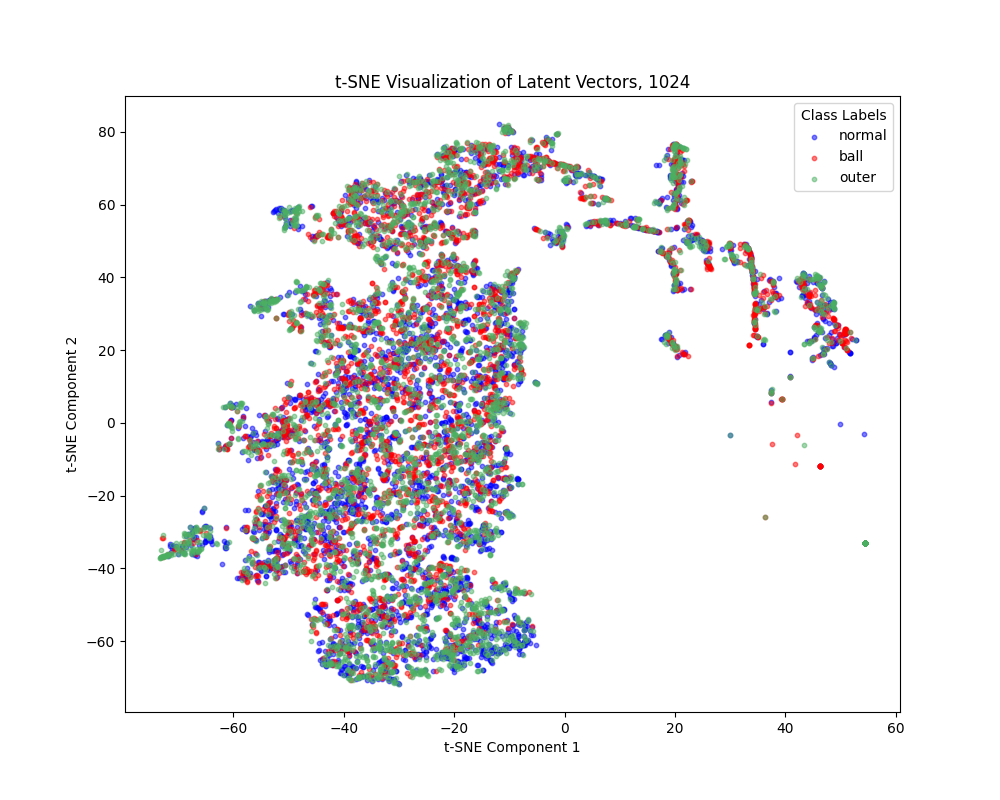 t-SNE Visualization of Latent Vectors, 1024
Class Labels
normal
ball
outer
80
60
40
20
0
−20
−40
−60
t-SNE Component 2
−60
−40
−20
0
20
40
60
t-SNE Component 1